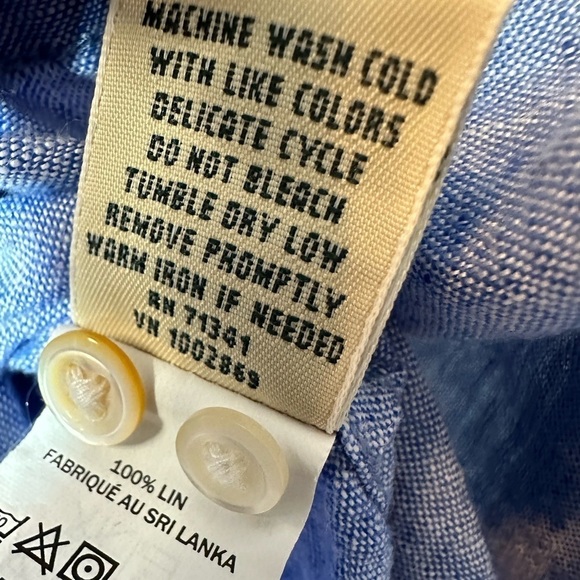 MACHINE WASH COLD
WITH LIKE COLORS
DELICATE CYCLE
DO NOT BLEACH
TUMBLE DRY LOW
REMOVE PROMPTLY
WARM IRON IF NEEDED
RN 71341
VN 1002869
100% LIN
FABRIQUÉ AU SRI LANKA